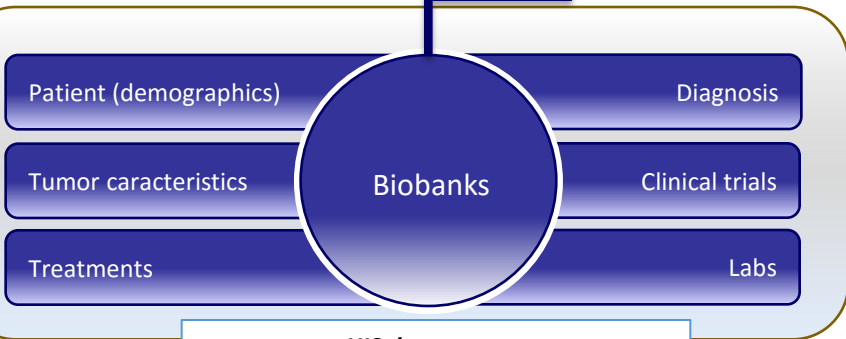 Patient (demographics)
Diagnosis
Tumor caracteristics
Biobanks
Clinical trials
Treatments
Labs